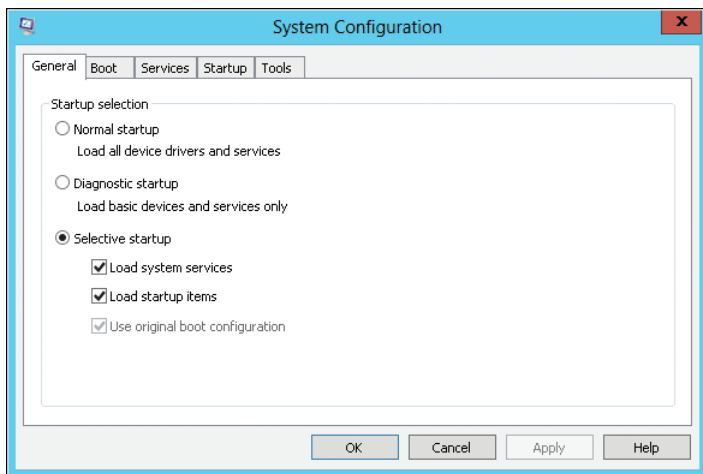 System Configuration
x
General Boot Services Startup Tools
Startup selection
Normal startup
Load all device drivers and services
Diagnostic startup
Load basic devices and services only
Selective startup
Load system services
Load startup items
Use original boot configuration
OK Cancel Apply Help